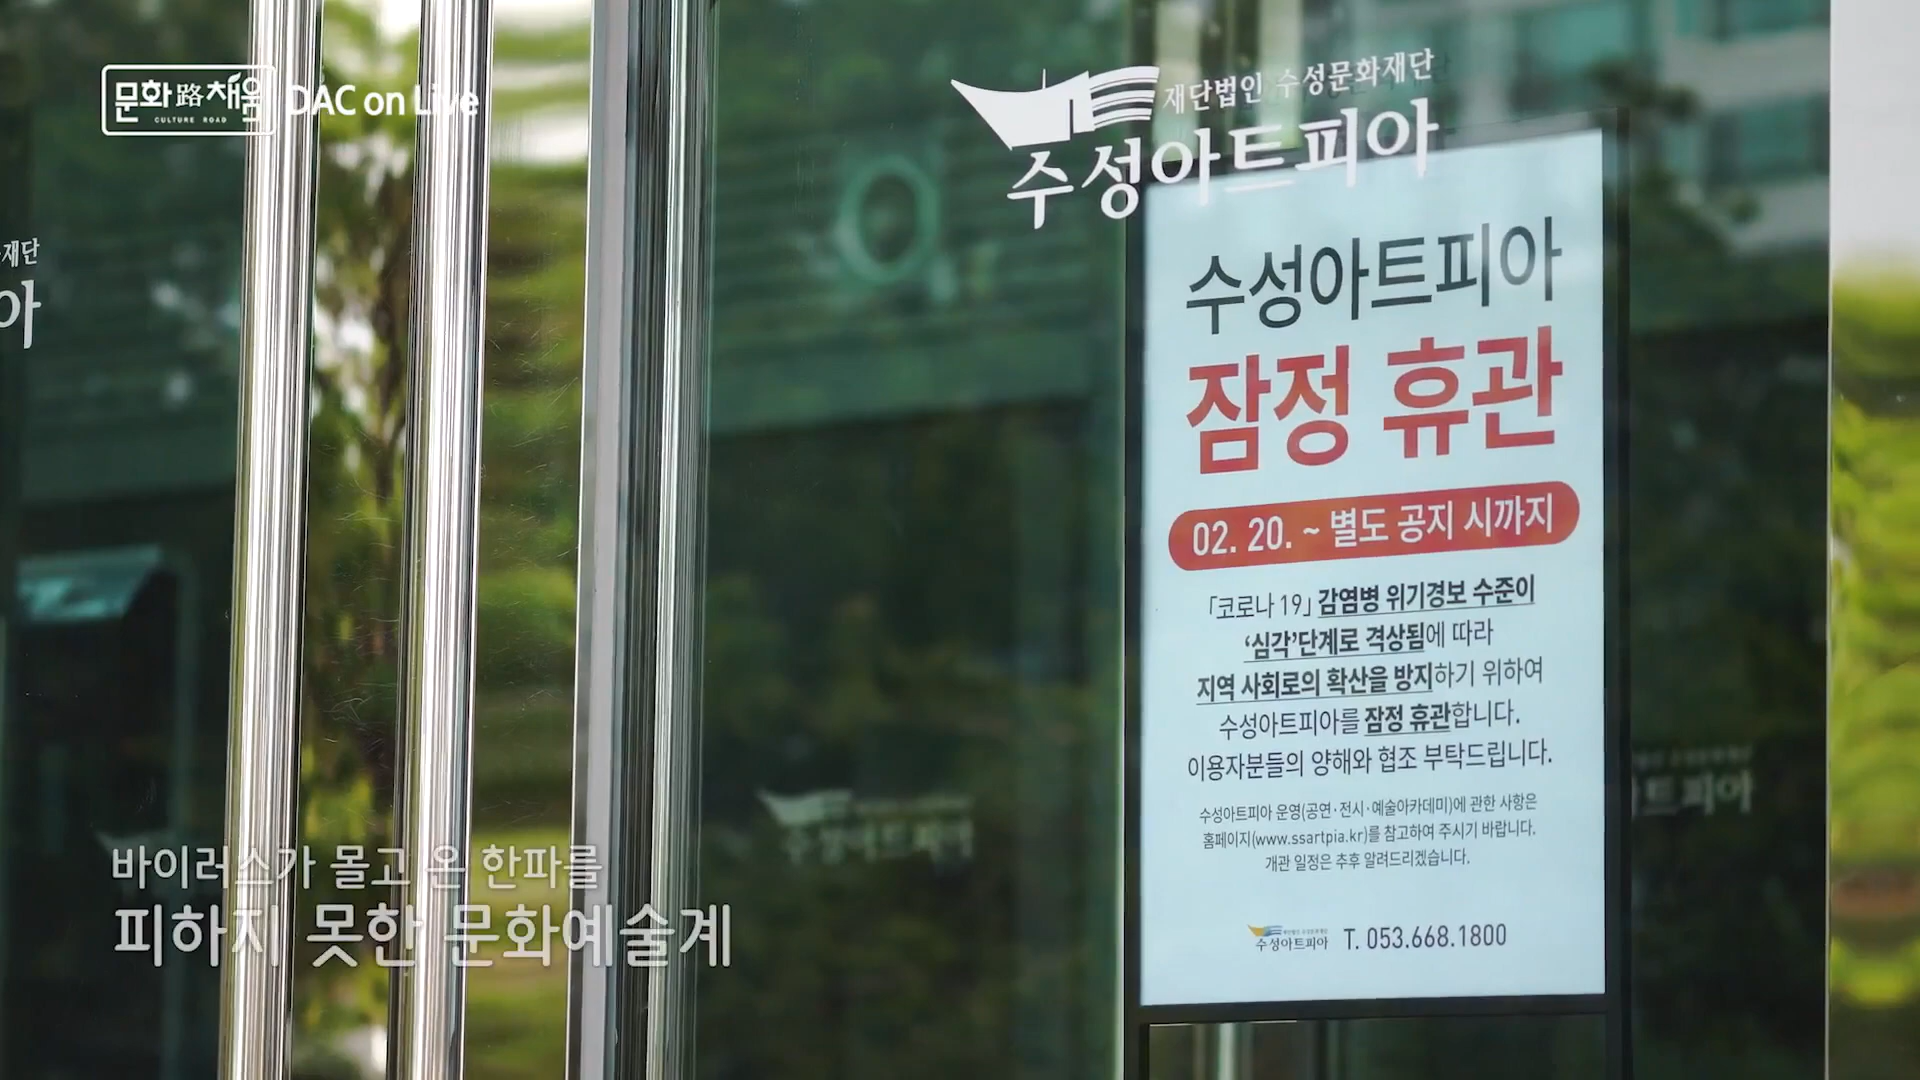 문화路채움 DAC on Live
CULTURE ROAD
재단법인 수성문화재단
수성아트피아
재단
아
수성아트피아
잠정 휴관
02. 20. ~ 별도 공지 시까지
「코로나 19」 감염병 위기경보 수준이
‘심각’단계로 격상됨에 따라
지역 사회로의 확산을 방지하기 위하여
수성아트피아를 잠정 휴관합니다.
이용자분들의 양해와 협조 부탁드립니다.
수성아트피아 운영(공연·전시·예술아카데미)에 관한 사항은
홈페이지(www.ssartpia.kr)를 참고하여 주시기 바랍니다.
개관 일정은 추후 알려드리겠습니다.
수성아트피아 T. 053.668.1800
수성아트피아
트피아
바이러스가 몰고 온 한파를
피하지 못한 문화예술계